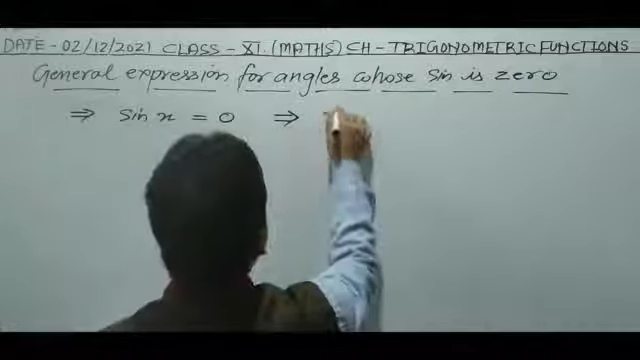 DATE - 02/12/2021 CLASS - XI. (MATHS) CH - TRIGONOMETRIC FUNCTIONS
General expression for angles whose Sin is zero
⇒ Sin x = 0 ⇒